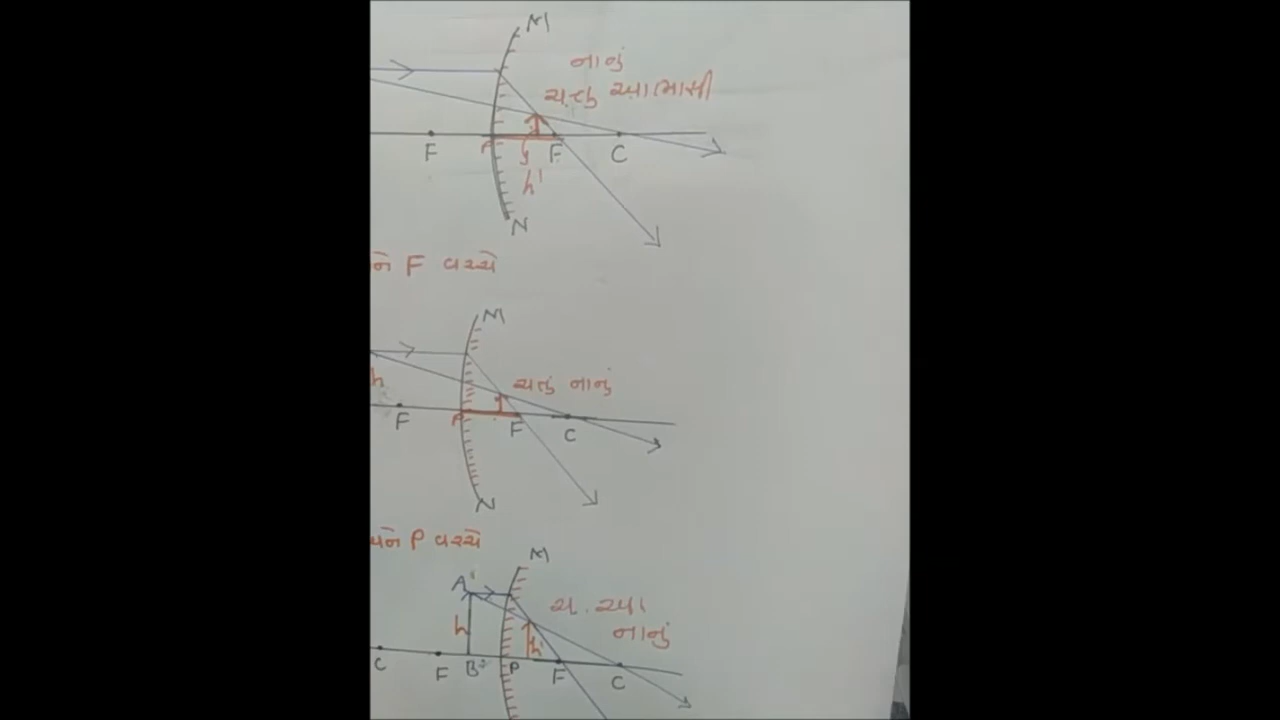 M
નાનું
ચત્તુ આભાસી
F P F C
h'
N
ને F વચ્ચે
M
h
ચત્તું નાનું
F P F C
N
અને P વચ્ચે
M
A'
ચ. આ.
h
નાનું
h'
C F B' P F C